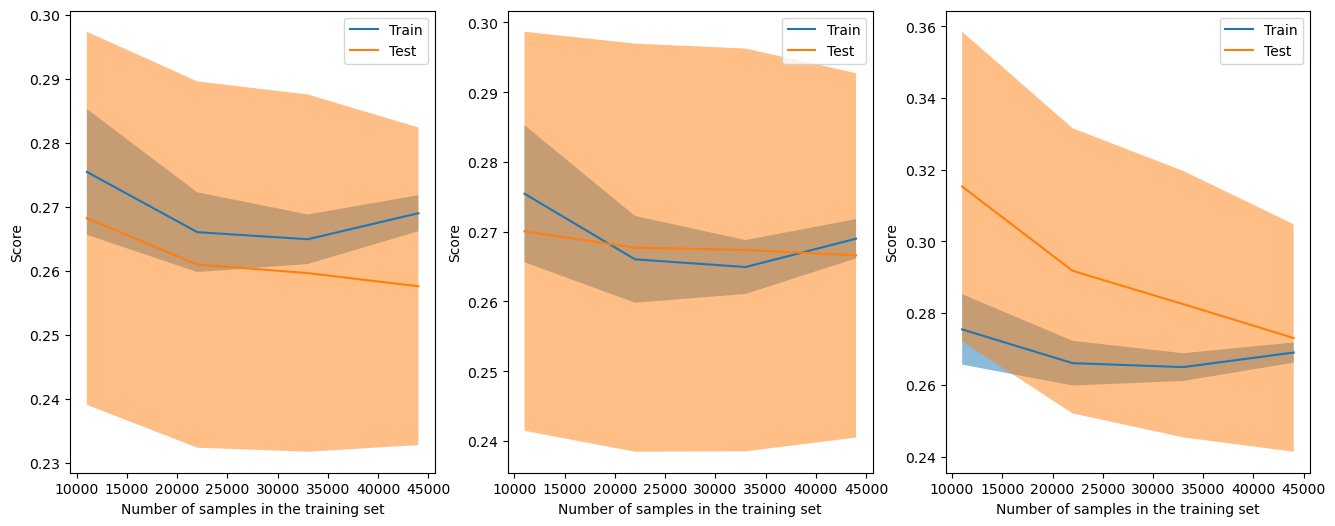 0.30
0.29
0.28
0.27
0.26
0.25
0.24
0.23
Score
10000 15000 20000 25000 30000 35000 40000 45000
Number of samples in the training set
Train
Test
0.30
0.29
0.28
0.27
0.26
0.25
0.24
Score
10000 15000 20000 25000 30000 35000 40000 45000
Number of samples in the training set
Train
Test
0.36
0.34
0.32
0.30
0.28
0.26
0.24
Score
10000 15000 20000 25000 30000 35000 40000 45000
Number of samples in the training set
Train
Test